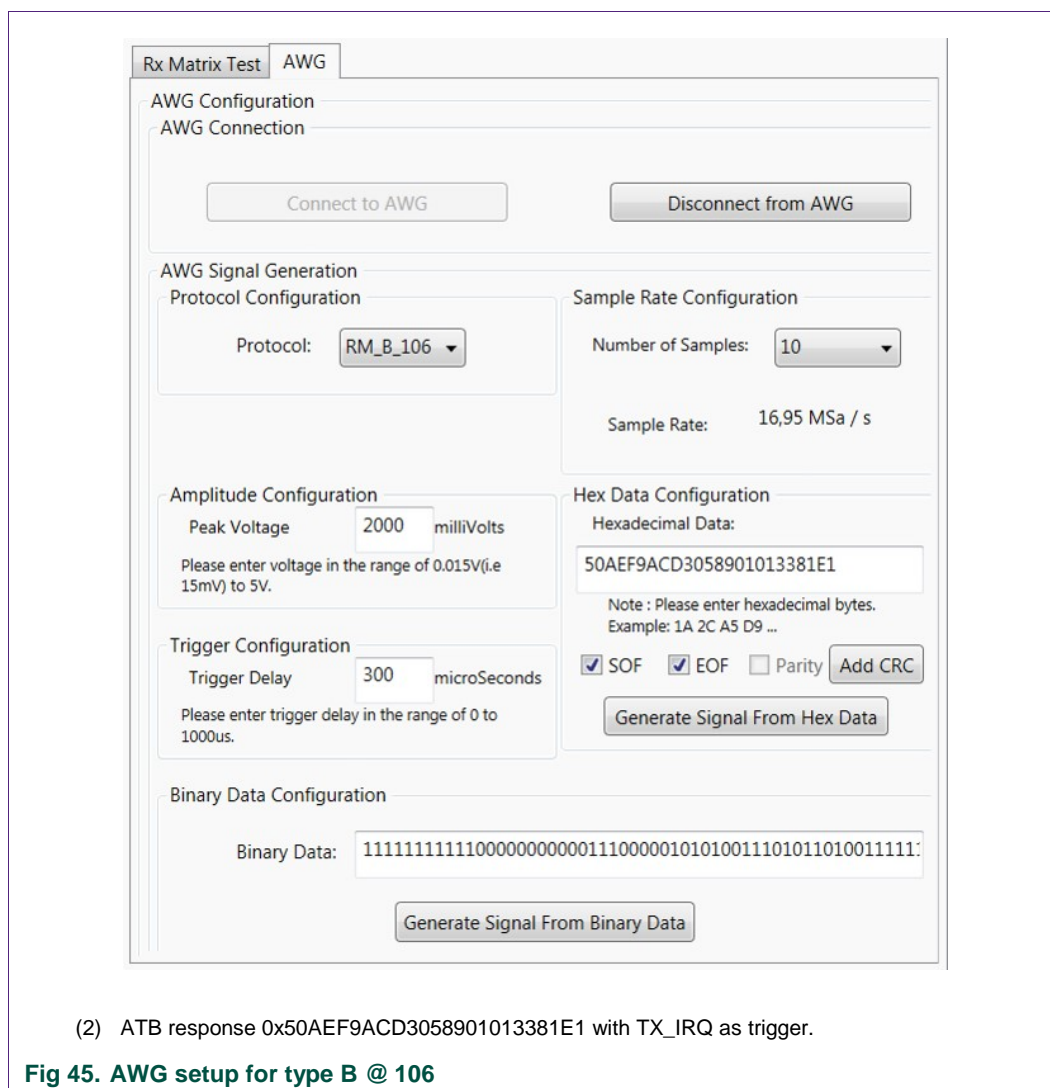 Rx Matrix Test
AWG
AWG Configuration
AWG Connection
Connect to AWG
Disconnect from AWG
AWG Signal Generation
Protocol Configuration
Protocol:
RM_B_106
Sample Rate Configuration
Number of Samples:
10
Sample Rate:
16,95 MSa / s
Amplitude Configuration
Peak Voltage
2000
milliVolts
Please enter voltage in the range of 0.015V(i.e
15mV) to 5V.
Trigger Configuration
Trigger Delay
300
microSeconds
Please enter trigger delay in the range of 0 to
1000us.
Hex Data Configuration
Hexadecimal Data:
50AEF9ACD3058901013381E1
Note : Please enter hexadecimal bytes.
Example: 1A 2C A5 D9 ...
SOF
EOF
Parity
Add CRC
Generate Signal From Hex Data
Binary Data Configuration
Binary Data:
1111111111100000000000111000001010100111010110100111111
Generate Signal From Binary Data
(2) ATB response 0x50AEF9ACD3058901013381E1 with TX_IRQ as trigger.
Fig 45. AWG setup for type B @ 106